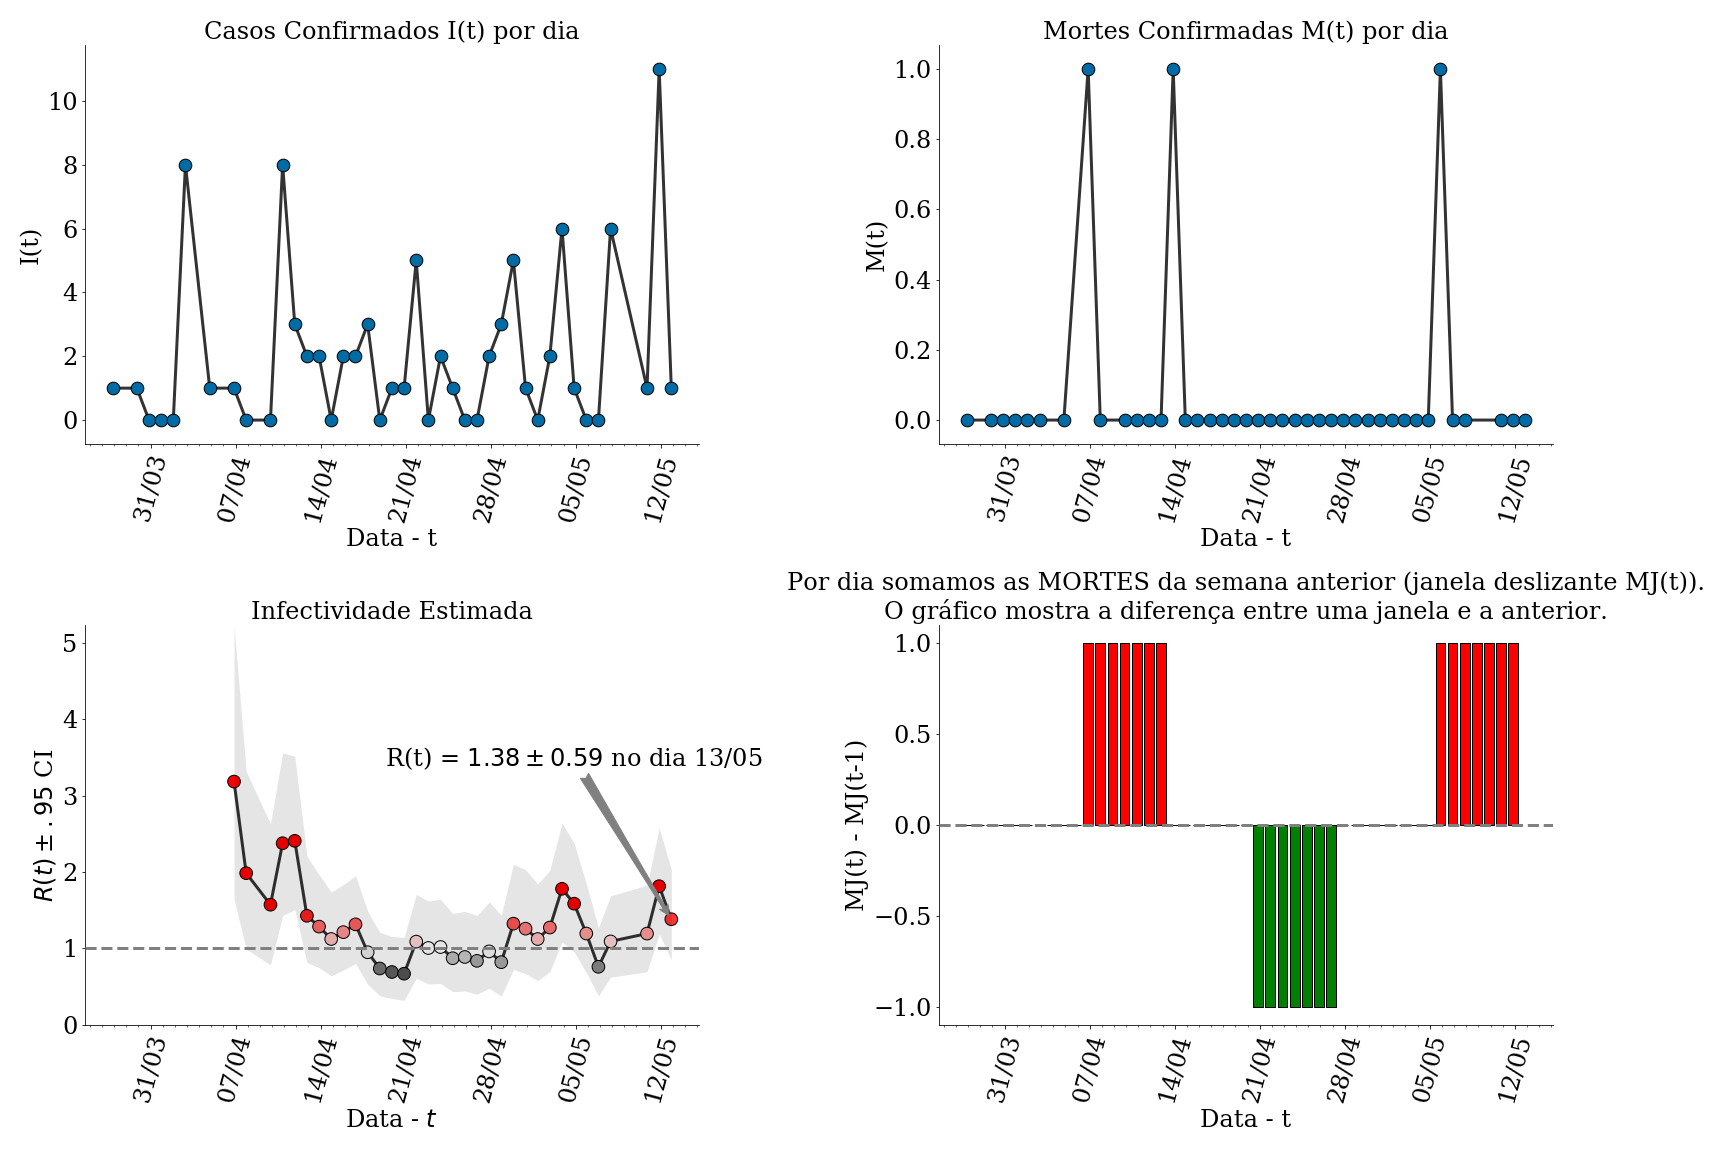 Casos Confirmados I(t) por dia
I(t)
10
8
6
4
2
0
31/03 07/04 14/04 21/04 28/04 05/05 12/05
Data - t
Mortes Confirmadas M(t) por dia
M(t)
1.0
0.8
0.6
0.4
0.2
0.0
31/03 07/04 14/04 21/04 28/04 05/05 12/05
Data - t
Infectividade Estimada
R(t) ± . 95 CI
5
4
3
2
1
0
R(t) = 1.38 ± 0.59 no dia 13/05
31/03 07/04 14/04 21/04 28/04 05/05 12/05
Data - t
Por dia somamos as MORTES da semana anterior (janela deslizante MJ(t)).
O gráfico mostra a diferença entre uma janela e a anterior.
MJ(t) - MJ(t-1)
1.0
0.5
0.0
−0.5
−1.0
31/03 07/04 14/04 21/04 28/04 05/05 12/05
Data - t